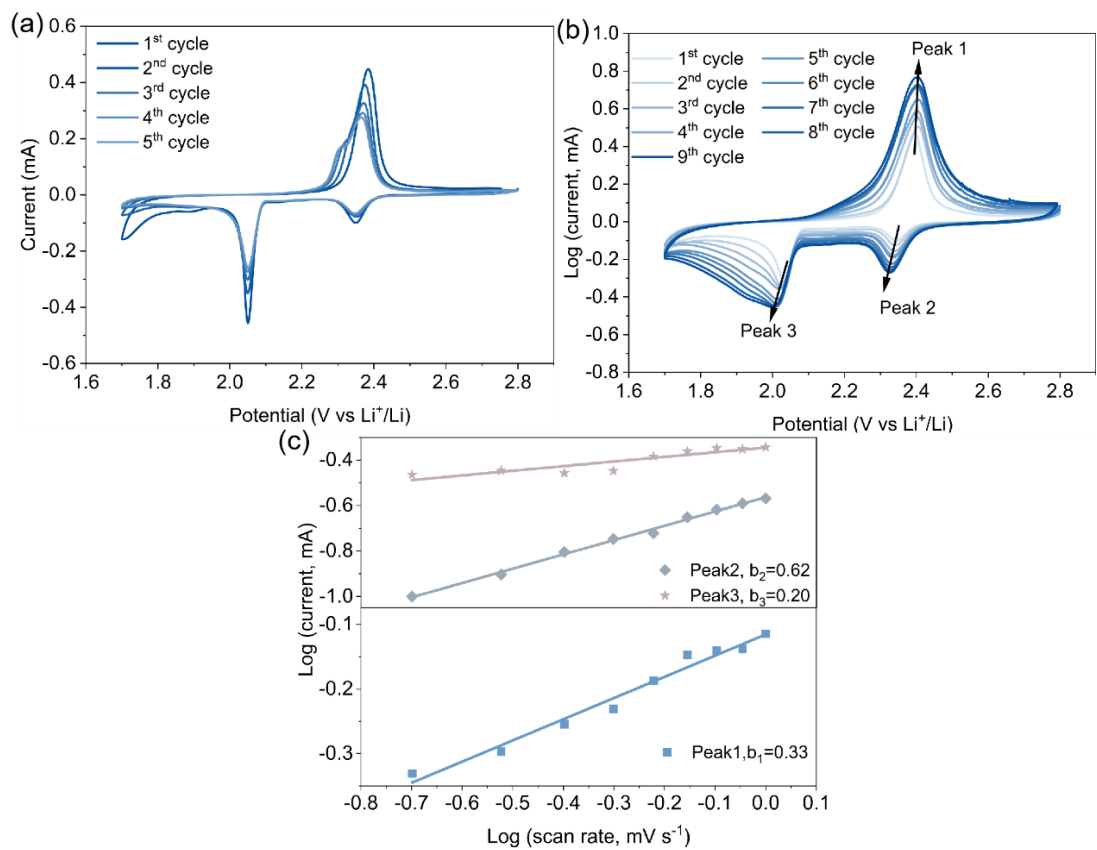 (a)
0.6
0.4
0.2
0.0
-0.2
-0.4
-0.6
Current (mA)
1st cycle
2nd cycle
3rd cycle
4th cycle
5th cycle
1.6 1.8 2.0 2.2 2.4 2.6 2.8
Potential (V vs Li⁺/Li)
(b)
1.0
0.8
0.6
0.4
0.2
0.0
-0.2
-0.4
-0.6
-0.8
Log (current, mA)
1st cycle 5th cycle
2nd cycle 6th cycle
3rd cycle 7th cycle
4th cycle 8th cycle
9th cycle
Peak 1
Peak 2
Peak 3
1.6 1.8 2.0 2.2 2.4 2.6 2.8
Potential (V vs Li⁺/Li)
(c)
-0.4
-0.6
-0.8
-1.0
-0.1
-0.2
-0.3
Log (current, mA)
Peak2, b₂=0.62
Peak3, b₃=0.20
Peak1,b₁=0.33
-0.8 -0.7 -0.6 -0.5 -0.4 -0.3 -0.2 -0.1 0.0 0.1
Log (scan rate, mV s⁻¹)